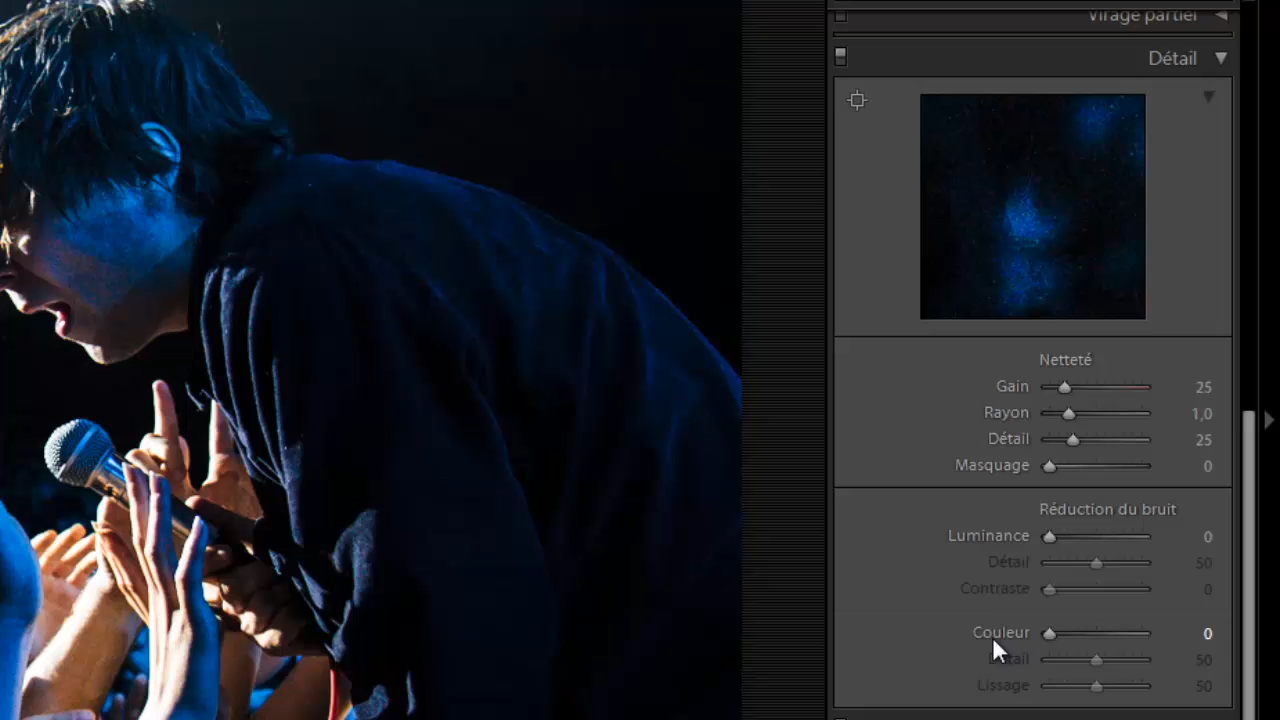 Virage partiel
Détail
Netteté
Gain 25
Rayon 1,0
Détail 25
Masquage 0
Réduction du bruit
Luminance 0
Détail 50
Contraste 0
Couleur 0
Détail 50
Lissage 50